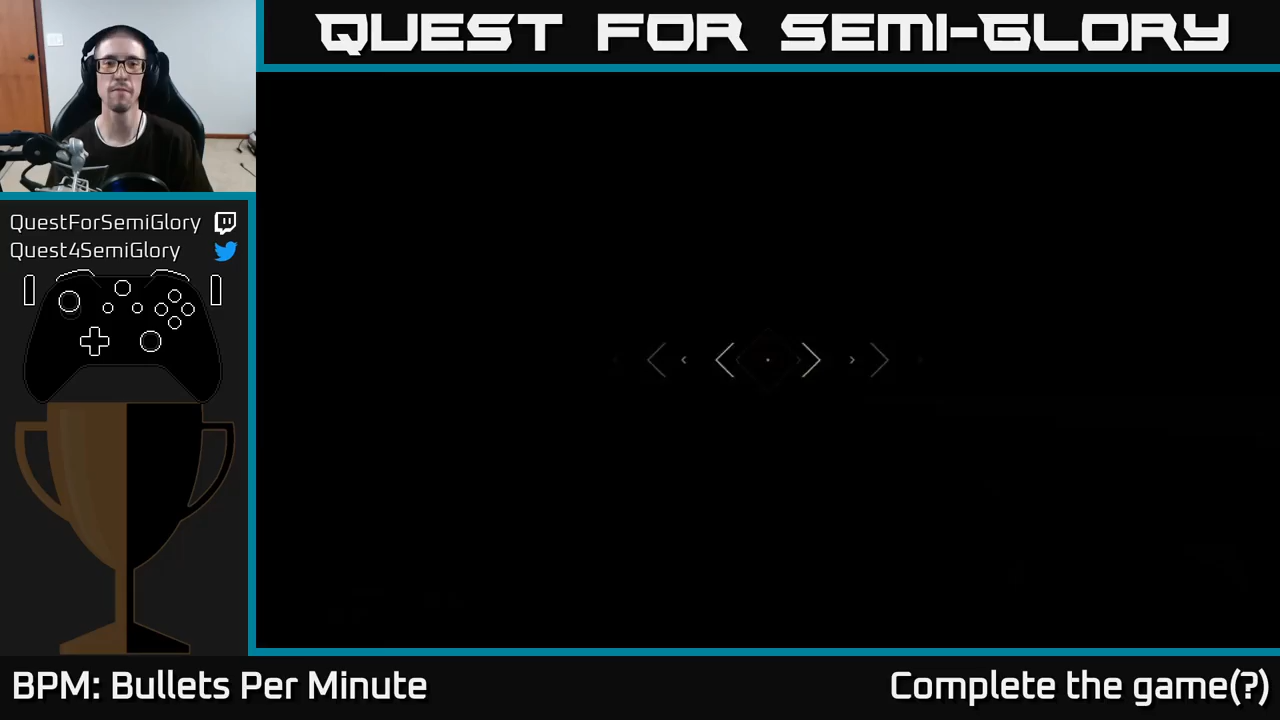 QUEST FOR SEMI-GLORY
QuestForSemiGlory
Quest4SemiGlory
BPM: Bullets Per Minute
Complete the game(?)